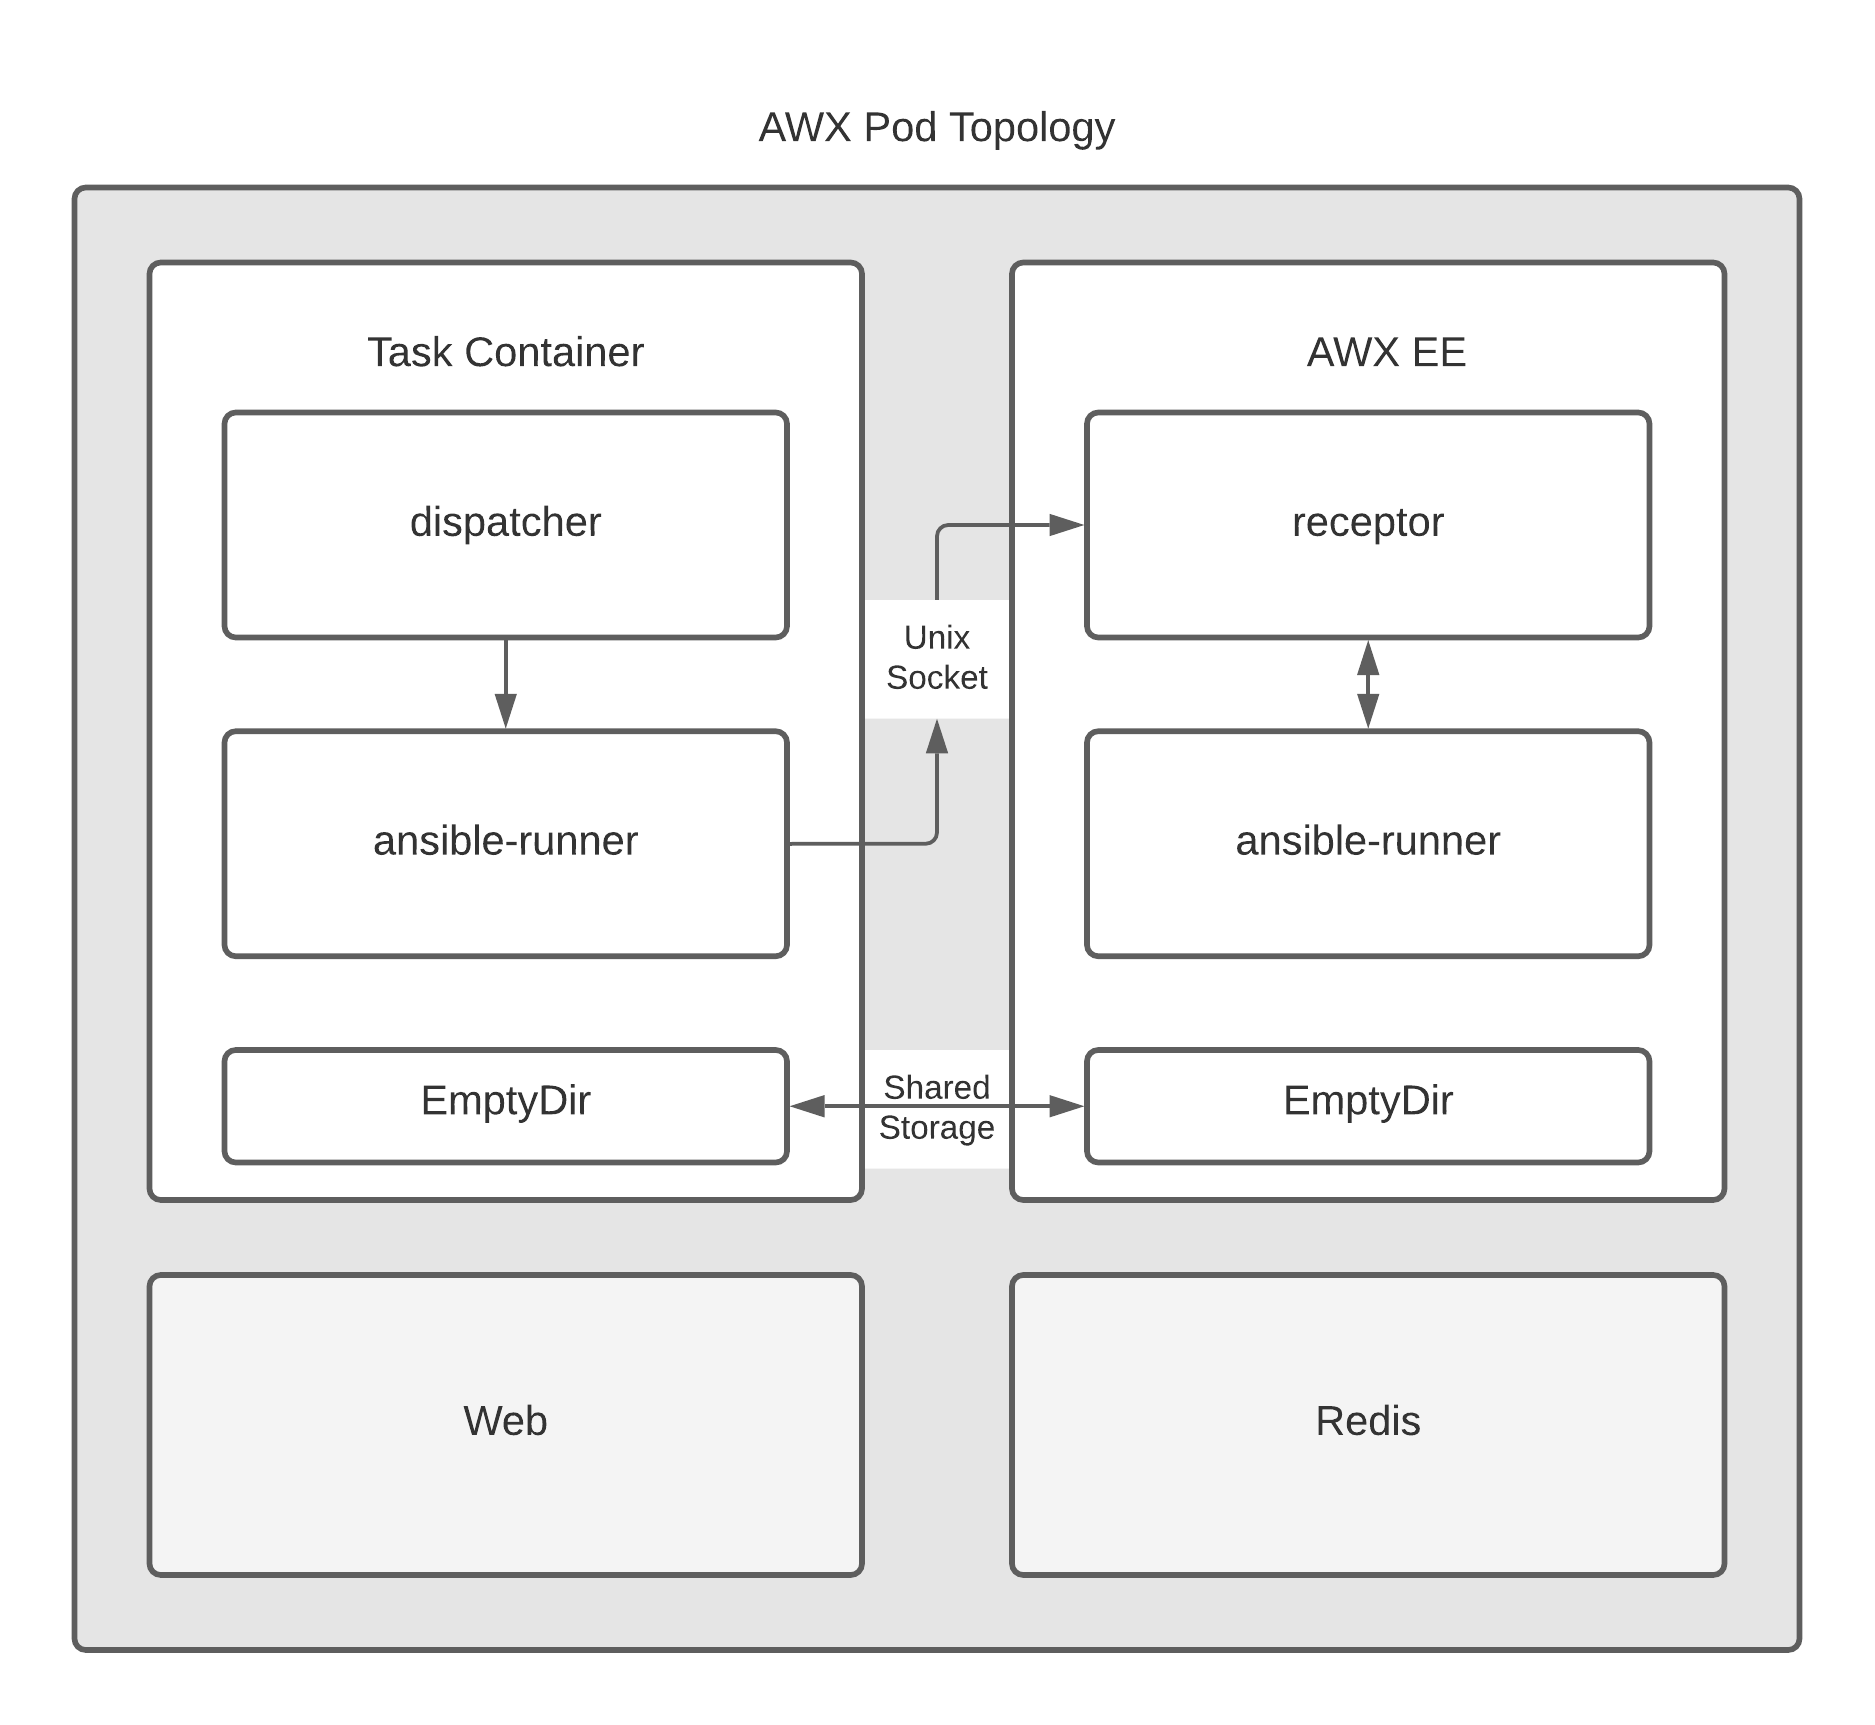 AWX Pod Topology
Task Container
dispatcher
ansible-runner
EmptyDir
Unix
Socket
Shared
Storage
AWX EE
receptor
ansible-runner
EmptyDir
Web
Redis